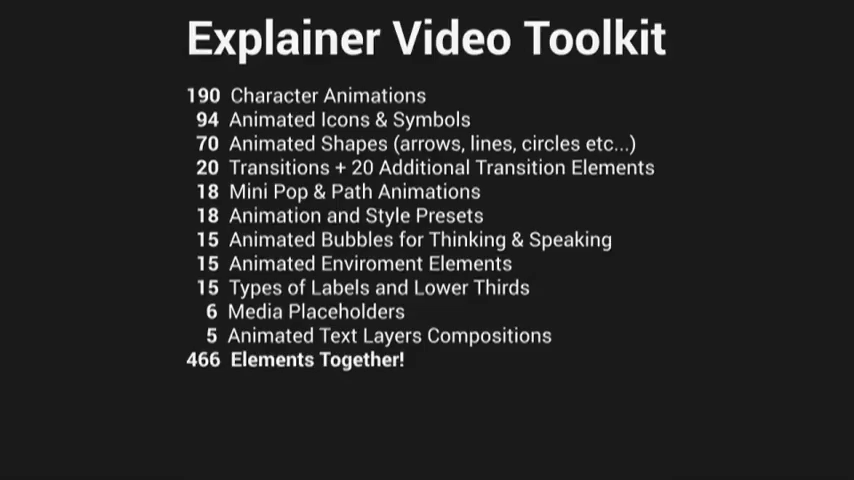 Explainer Video Toolkit
190 Character Animations
94 Animated Icons & Symbols
70 Animated Shapes (arrows, lines, circles etc...)
20 Transitions + 20 Additional Transition Elements
18 Mini Pop & Path Animations
18 Animation and Style Presets
15 Animated Bubbles for Thinking & Speaking
15 Animated Enviroment Elements
15 Types of Labels and Lower Thirds
6 Media Placeholders
5 Animated Text Layers Compositions
466 Elements Together!